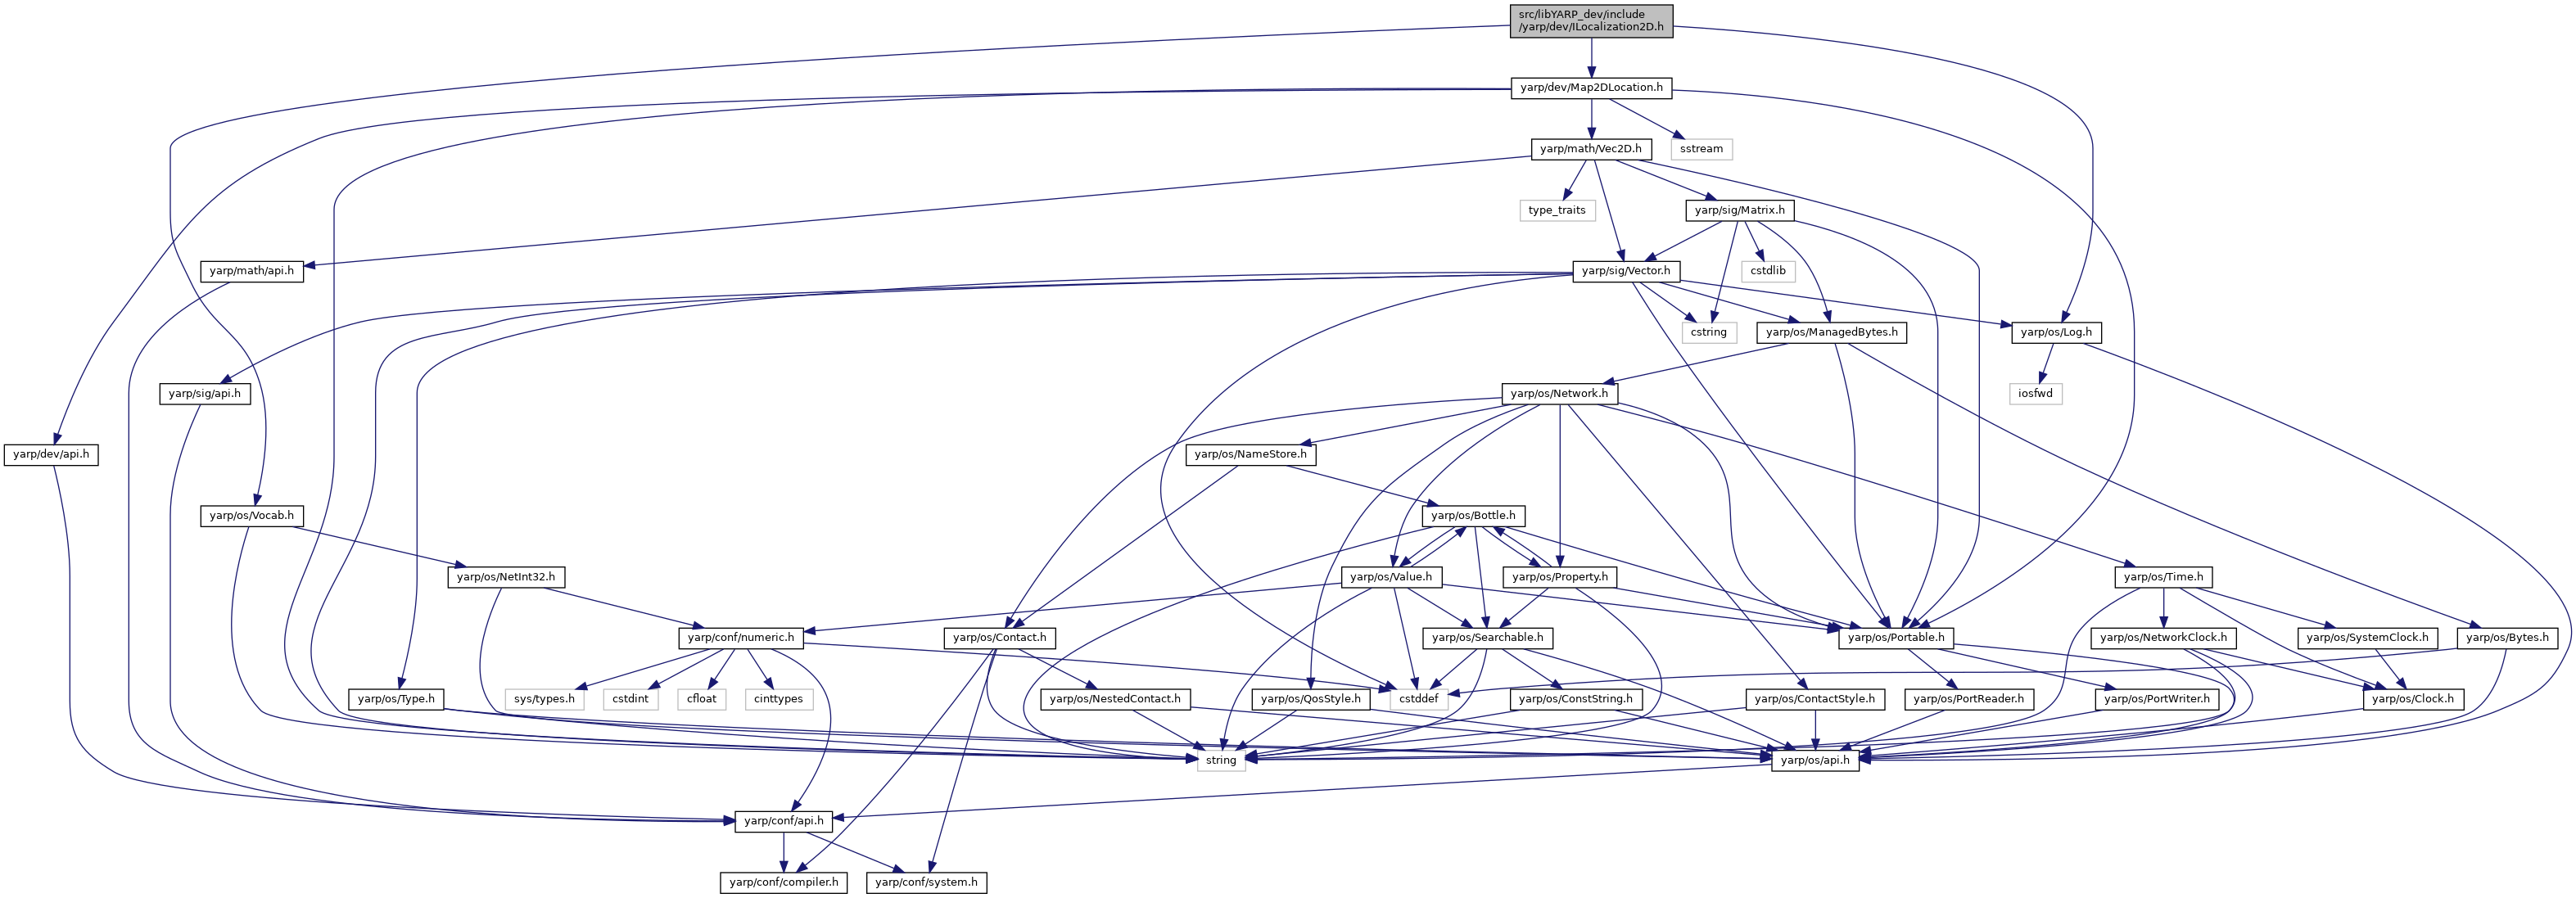 src/libYARP_dev/include
/yarp/dev/ILocalization2D.h
yarp/dev/Map2DLocation.h
yarp/math/Vec2D.h
sstream
type_traits
yarp/sig/Matrix.h
yarp/math/api.h
yarp/sig/Vector.h
cstdlib
cstring
yarp/os/ManagedBytes.h
yarp/os/Log.h
yarp/sig/api.h
yarp/os/Network.h
iosfwd
yarp/dev/api.h
yarp/os/NameStore.h
yarp/os/Vocab.h
yarp/os/Bottle.h
yarp/os/NetInt32.h
yarp/os/Value.h
yarp/os/Property.h
yarp/os/Time.h
yarp/conf/numeric.h
yarp/os/Contact.h
yarp/os/Searchable.h
yarp/os/Portable.h
yarp/os/NetworkClock.h
yarp/os/SystemClock.h
yarp/os/Bytes.h
yarp/os/Type.h
sys/types.h
cstdint
cfloat
cinttypes
yarp/os/NestedContact.h
yarp/os/QosStyle.h
cstddef
yarp/os/ConstString.h
yarp/os/ContactStyle.h
yarp/os/PortReader.h
yarp/os/PortWriter.h
yarp/os/Clock.h
string
yarp/os/api.h
yarp/conf/api.h
yarp/conf/compiler.h
yarp/conf/system.h